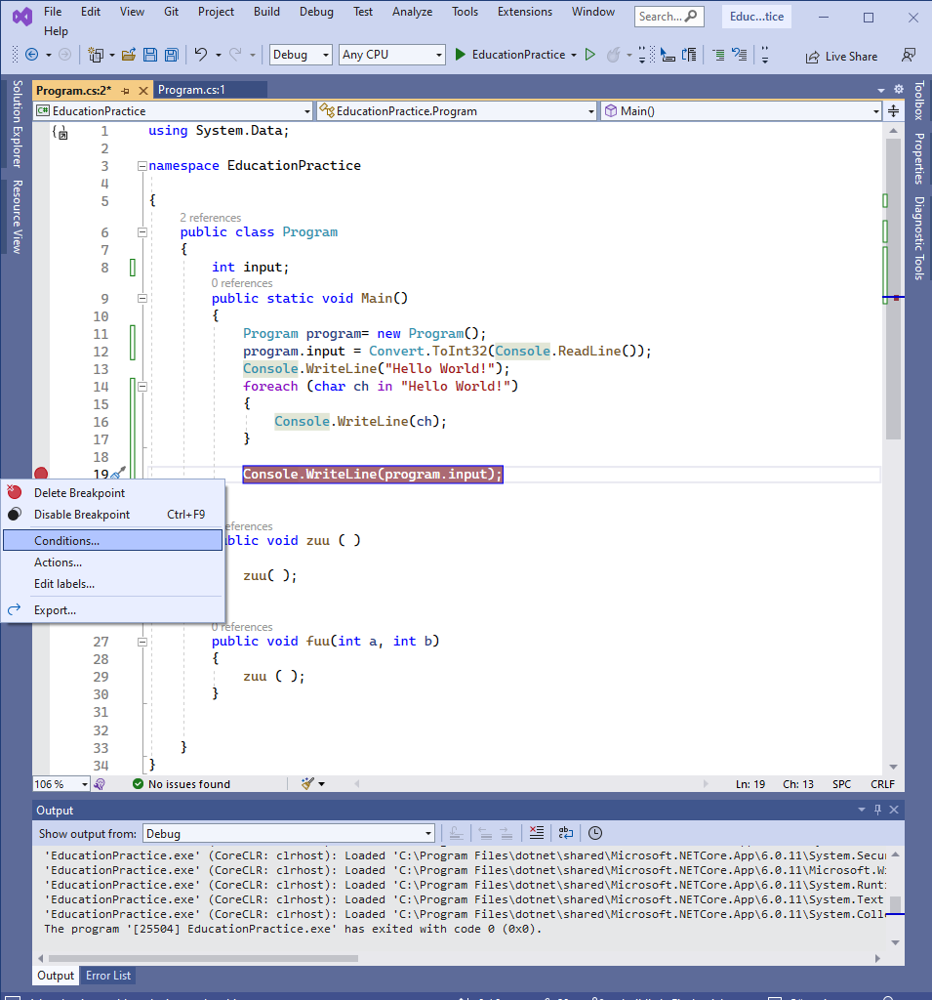 File Edit View Git Project Build Debug Test Analyze Tools Extensions Window Search... Educ...tice
Help
Debug Any CPU EducationPractice Live Share
Solution Explorer
Resource View
Toolbox
Properties
Diagnostic Tools
Program.cs:2* Program.cs:1
C# EducationPractice EducationPractice.Program Main()
1 using System.Data;
2
3 namespace EducationPractice
4
5 {
2 references
6 public class Program
7 {
8 int input;
0 references
9 public static void Main()
10 {
11 Program program= new Program();
12 program.input = Convert.ToInt32(Console.ReadLine());
13 Console.WriteLine("Hello World!");
14 foreach (char ch in "Hello World!")
15 {
16 Console.WriteLine(ch);
17 }
18
19 Console.WriteLine(program.input);
Delete Breakpoint
Disable Breakpoint Ctrl+F9
Conditions...
Actions...
Edit labels...
Export...
eferences
blic void zuu ( )
zuu( );
0 references
27 public void fuu(int a, int b)
28 {
29 zuu ( );
30 }
31
32
33 }
34 }
106 % No issues found Ln: 19 Ch: 13 SPC CRLF
Output
Show output from: Debug
'EducationPractice.exe' (CoreCLR: clrhost): Loaded 'C:\Program Files\dotnet\shared\Microsoft.NETCore.App\6.0.11\System.Secu
'EducationPractice.exe' (CoreCLR: clrhost): Loaded 'C:\Program Files\dotnet\shared\Microsoft.NETCore.App\6.0.11\Microsoft.W
'EducationPractice.exe' (CoreCLR: clrhost): Loaded 'C:\Program Files\dotnet\shared\Microsoft.NETCore.App\6.0.11\System.Runt
'EducationPractice.exe' (CoreCLR: clrhost): Loaded 'C:\Program Files\dotnet\shared\Microsoft.NETCore.App\6.0.11\System.Text
'EducationPractice.exe' (CoreCLR: clrhost): Loaded 'C:\Program Files\dotnet\shared\Microsoft.NETCore.App\6.0.11\System.Coll
The program '[25504] EducationPractice.exe' has exited with code 0 (0x0).
Output Error List